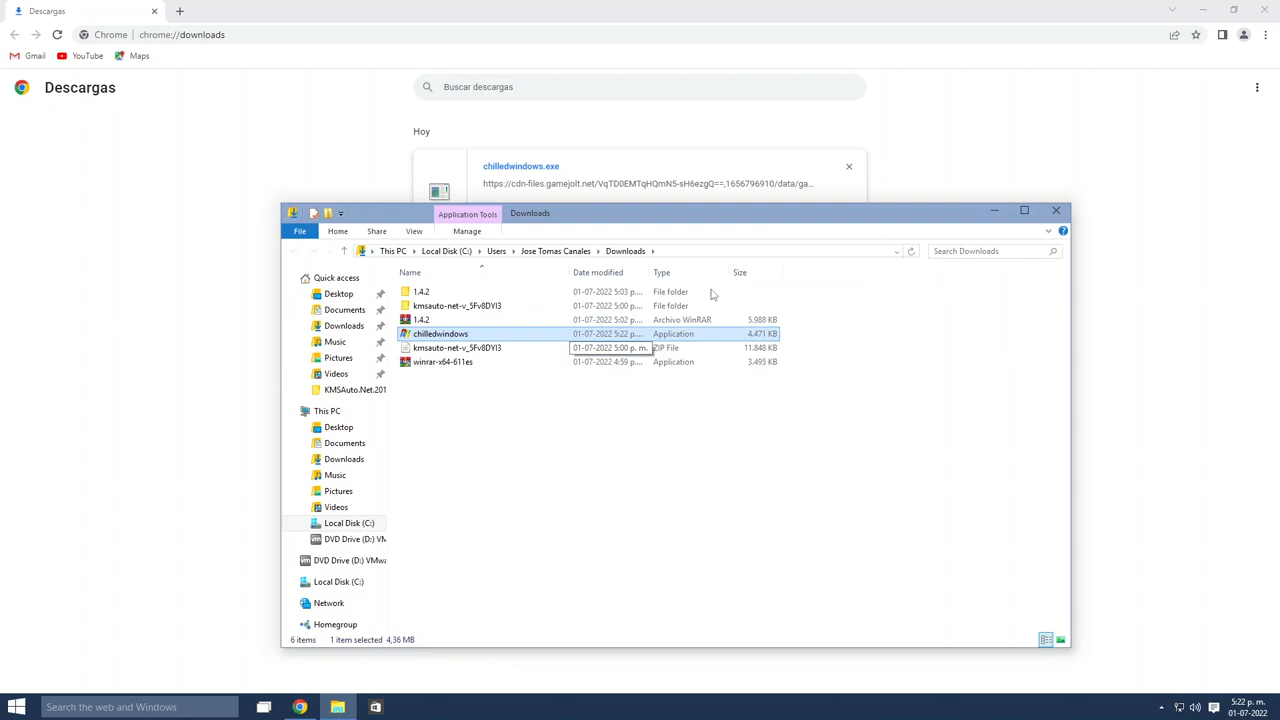 Descargas
Chrome chrome://downloads
Gmail YouTube Maps
Descargas
Buscar descargas
Hoy
chilledwindows.exe
https://cdn-files.gamejolt.net/VqTD0EMTqHQmN5-sH6ezgQ==,1656796910/data/ga...
Application Tools Downloads
File Home Share View Manage
This PC Local Disk (C:) Users Jose Tomas Canales Downloads
Search Downloads
Name Date modified Type Size
1.4.2 01-07-2022 5:03 p.... File folder
kmsauto-net-v_5Fv8DYI3 01-07-2022 5:00 p.... File folder
1.4.2 01-07-2022 5:02 p.... Archivo WinRAR 5.988 KB
chilledwindows 01-07-2022 5:22 p.... Application 4.471 KB
kmsauto-net-v_5Fv8DYI3 01-07-2022 5:00 p. m. ZIP File 11.848 KB
winrar-x64-611es 01-07-2022 4:59 p.... Application 3.495 KB
Quick access
Desktop
Documents
Downloads
Music
Pictures
Videos
KMSAuto.Net.201
This PC
Desktop
Documents
Downloads
Music
Pictures
Videos
Local Disk (C:)
DVD Drive (D:) VM
DVD Drive (D:) VMwa
Local Disk (C:)
Network
Homegroup
6 items 1 item selected 4,36 MB
Search the web and Windows
5:22 p. m.
01-07-2022